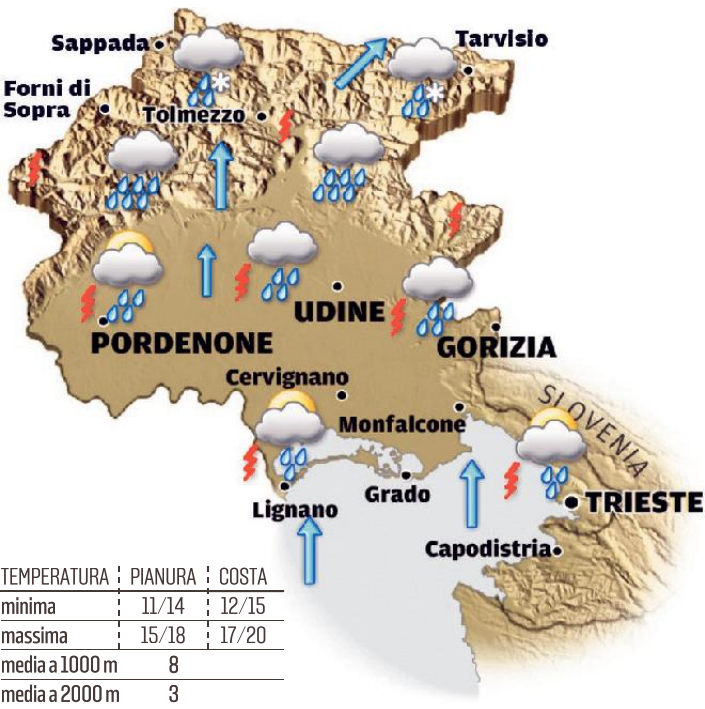 Sappada
Tarvisio
Forni di
Sopra
Tolmezzo
UDINE
PORDENONE
GORIZIA
Cervignano
SLOVENIA
Monfalcone
Grado
Lignano
TRIESTE
Capodistria
TEMPERATURA PIANURA COSTA
minima 11/14 12/15
massima 15/18 17/20
media a 1000 m 8
media a 2000 m 3